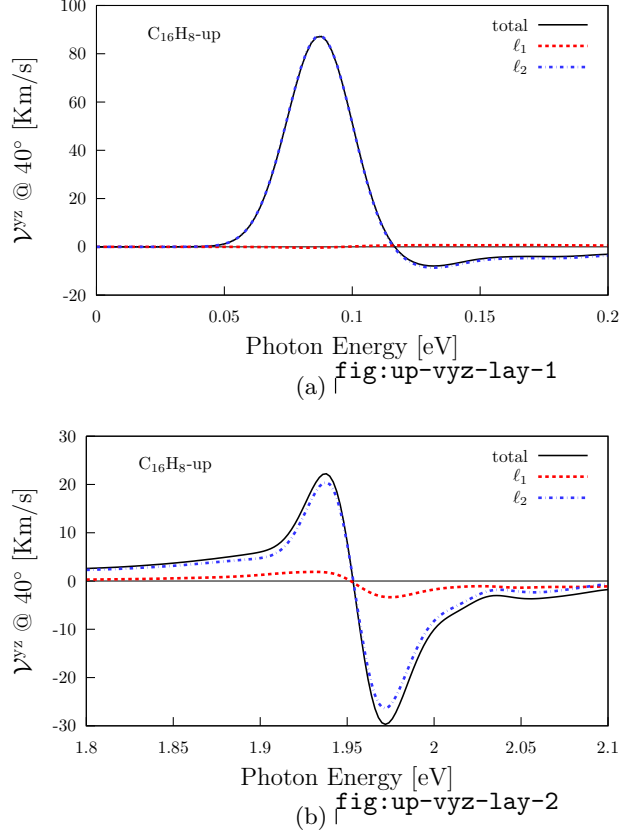 C₁₆H₈-up
total
ℓ₁
ℓ₂
100
80
60
40
20
0
-20
𝒱ʸᶻ @ 40° [Km/s]
0 0.05 0.1 0.15 0.2
Photon Energy [eV]
(a) fig:up-vyz-lay-1
C₁₆H₈-up
total
ℓ₁
ℓ₂
30
20
10
0
-10
-20
-30
𝒱ʸᶻ @ 40° [Km/s]
1.8 1.85 1.9 1.95 2 2.05 2.1
Photon Energy [eV]
(b) fig:up-vyz-lay-2